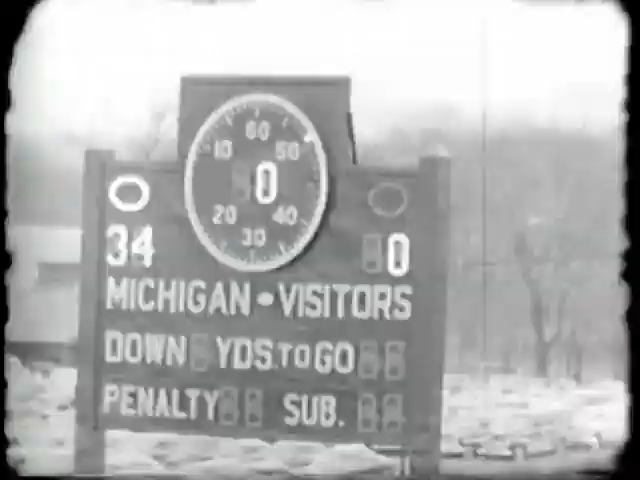 60
10 50
0
20 40
30
34 0
MICHIGAN • VISITORS
DOWN YDS. TO GO
PENALTY SUB.